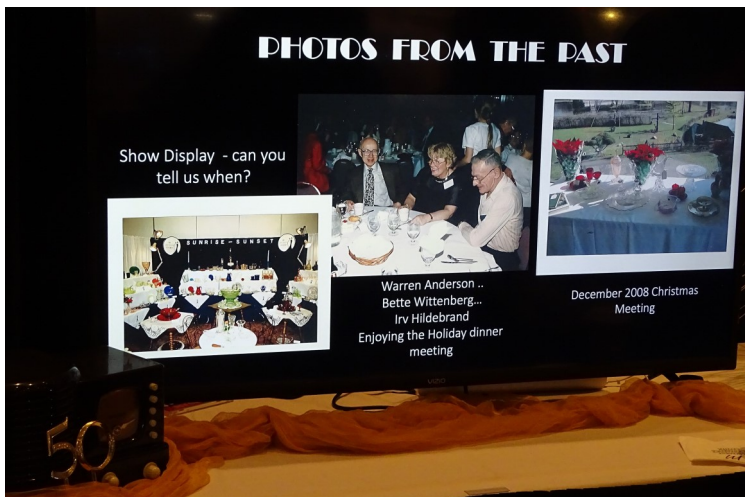 PHOTOS FROM THE PAST
Show Display - can you
tell us when?
SUNRISE-SUNSET
Warren Anderson ..
Bette Wittenberg...
Irv Hildebrand
Enjoying the Holiday dinner
meeting
December 2008 Christmas
Meeting
VIZIO
50